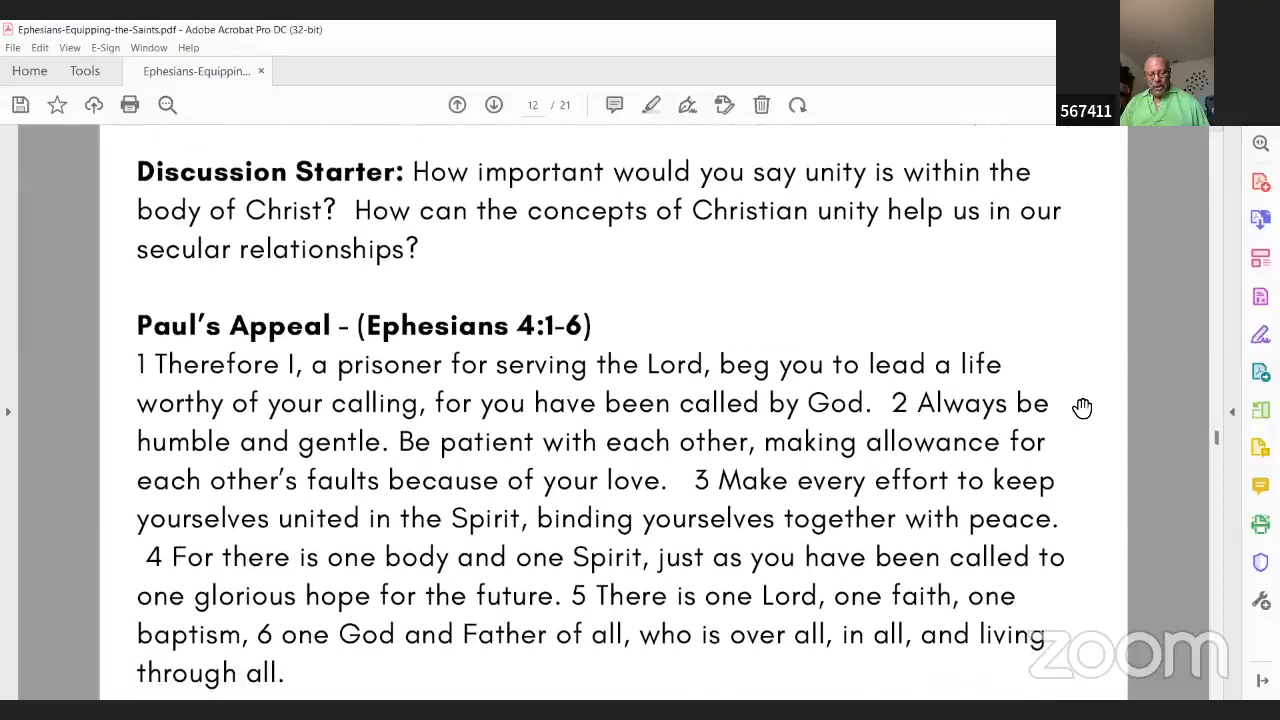 Ephesians-Equipping-the-Saints.pdf - Adobe Acrobat Pro DC (32-bit)
File Edit View E-Sign Window Help
Home Tools Ephesians-Equippin... ×
12 / 21
567411
Discussion Starter: How important would you say unity is within the
body of Christ? How can the concepts of Christian unity help us in our
secular relationships?
Paul's Appeal - (Ephesians 4:1-6)
1 Therefore I, a prisoner for serving the Lord, beg you to lead a life
worthy of your calling, for you have been called by God. 2 Always be
humble and gentle. Be patient with each other, making allowance for
each other's faults because of your love. 3 Make every effort to keep
yourselves united in the Spirit, binding yourselves together with peace.
4 For there is one body and one Spirit, just as you have been called to
one glorious hope for the future. 5 There is one Lord, one faith, one
baptism, 6 one God and Father of all, who is over all, in all, and living
through all.
zoom